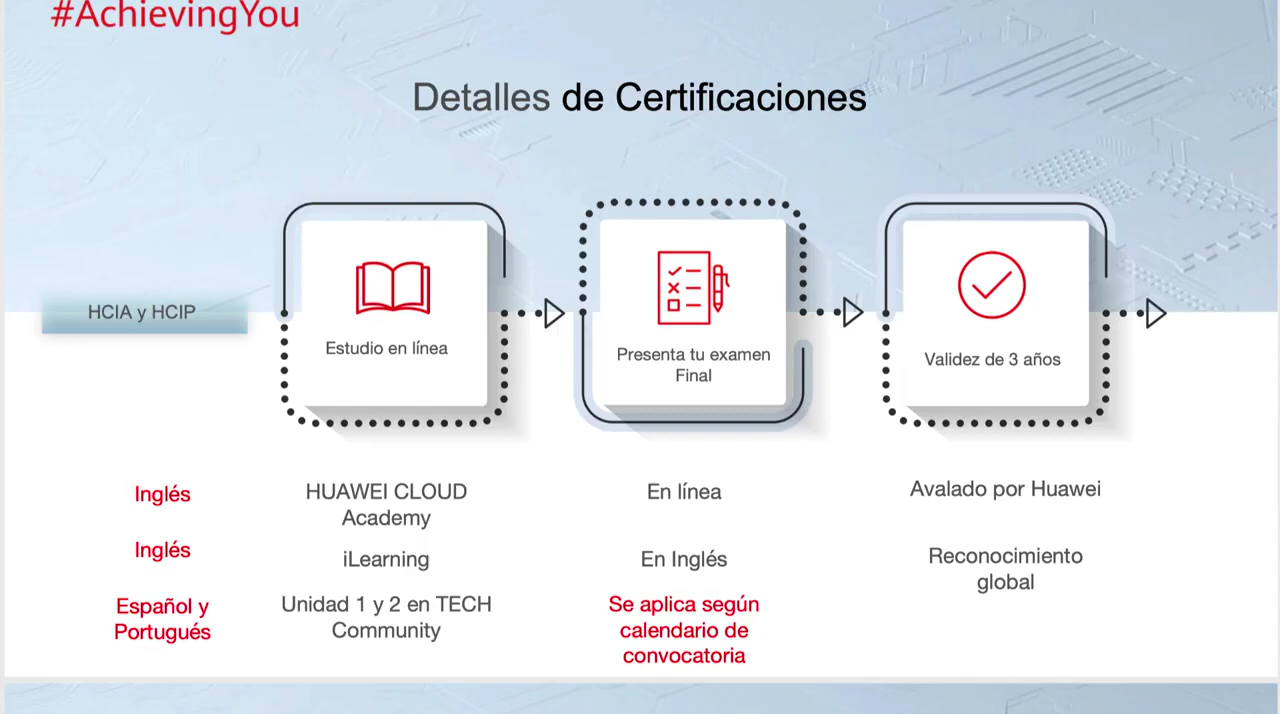 #AchievingYou
Detalles de Certificaciones
HCIA y HCIP
Estudio en línea
Presenta tu examen
Final
Validez de 3 años
Inglés
HUAWEI CLOUD
Academy
En línea
Avalado por Huawei
Inglés
iLearning
En Inglés
Reconocimiento
global
Español y
Portugués
Unidad 1 y 2 en TECH
Community
Se aplica según
calendario de
convocatoria